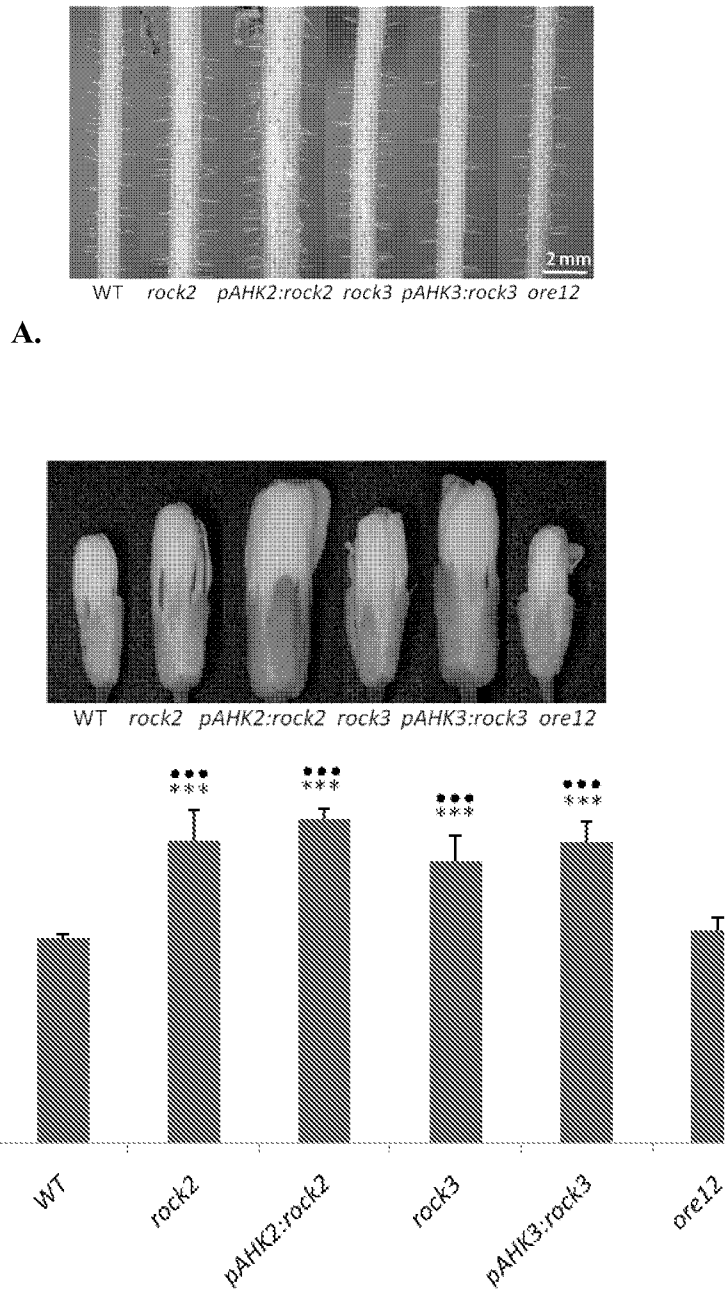 2 mm
WT rock2 pAHK2:rock2 rock3 pAHK3:rock3 ore12
A.
WT rock2 pAHK2:rock2 rock3 pAHK3:rock3 ore12
●●● ●●● ●●● ●●●
*** *** *** ***
WT rock2 pAHK2:rock2 rock3 pAHK3:rock3 ore12